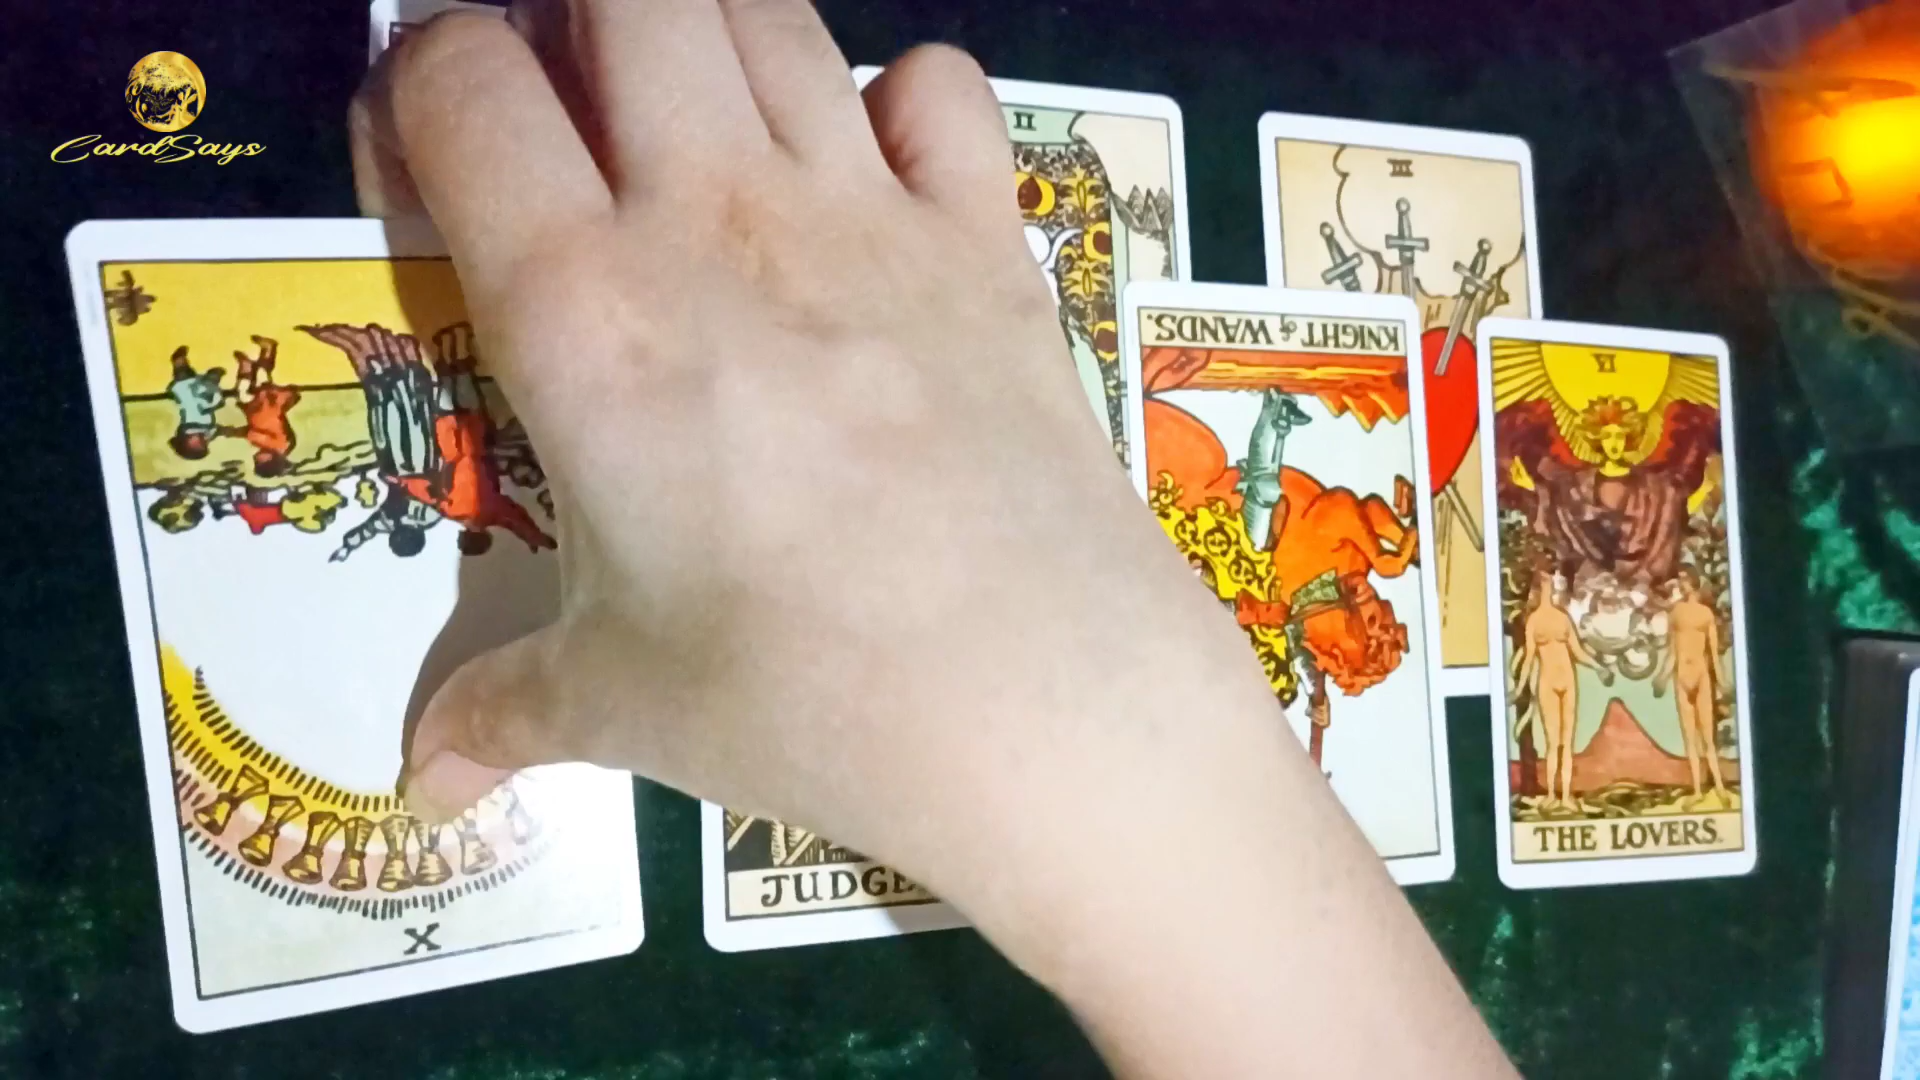 CardSays
II
III
KNIGHT of WANDS.
VI
THE LOVERS.
JUDGE
X